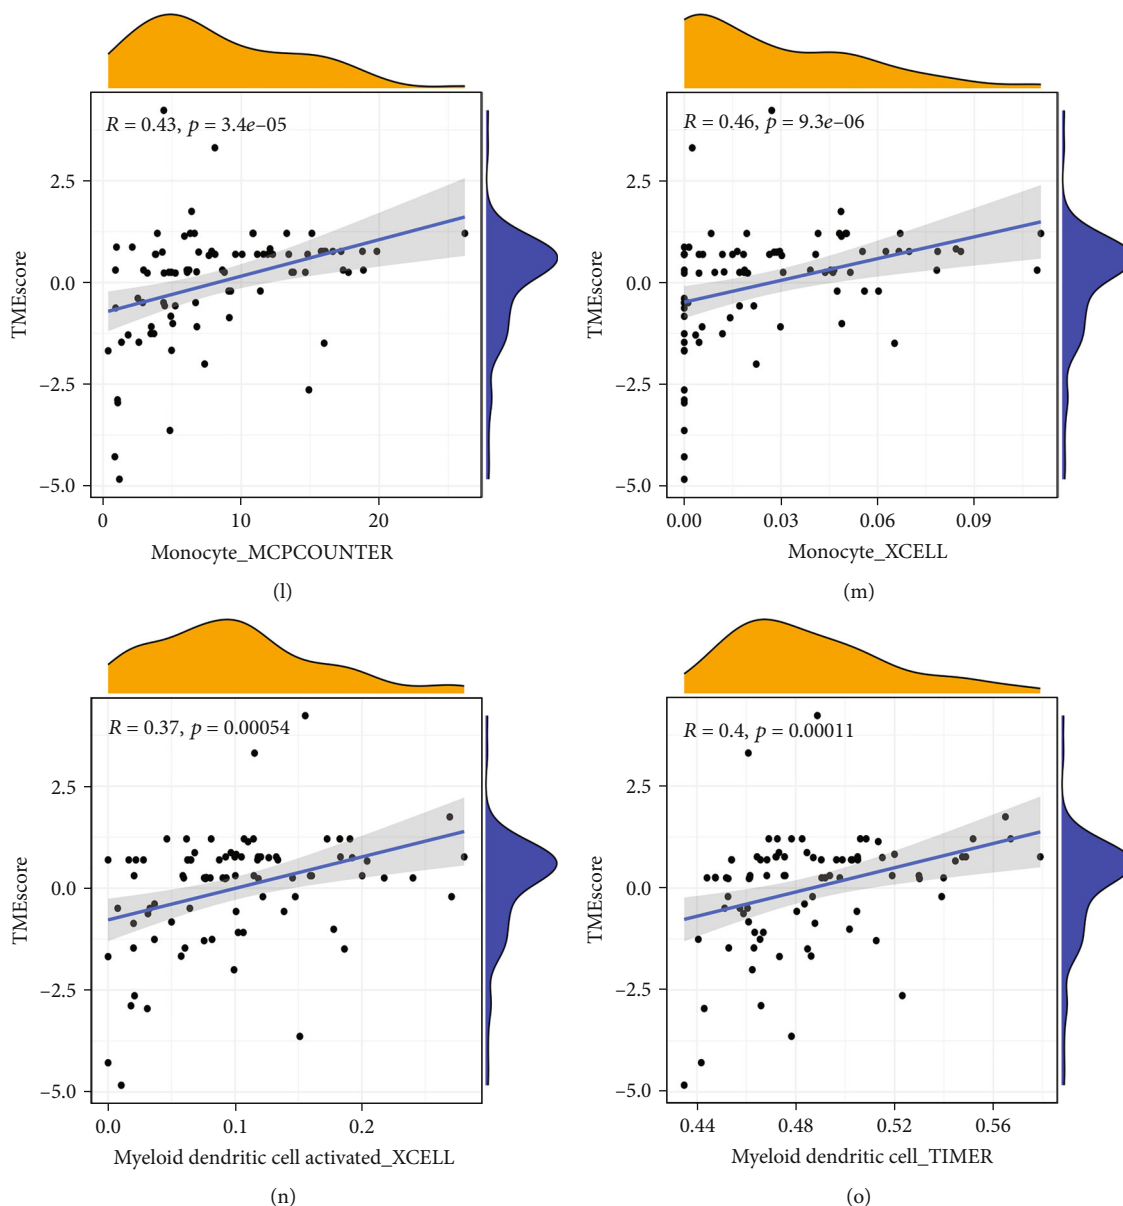 R = 0.43, p = 3.4e–05
TMEscore
2.5
0.0
–2.5
–5.0
0 10 20
Monocyte_MCPCOUNTER
(l)
R = 0.46, p = 9.3e–06
TMEscore
2.5
0.0
–2.5
–5.0
0.00 0.03 0.06 0.09
Monocyte_XCELL
(m)
R = 0.37, p = 0.00054
TMEscore
2.5
0.0
–2.5
–5.0
0.0 0.1 0.2
Myeloid dendritic cell activated_XCELL
(n)
R = 0.4, p = 0.00011
TMEscore
2.5
0.0
–2.5
–5.0
0.44 0.48 0.52 0.56
Myeloid dendritic cell_TIMER
(o)